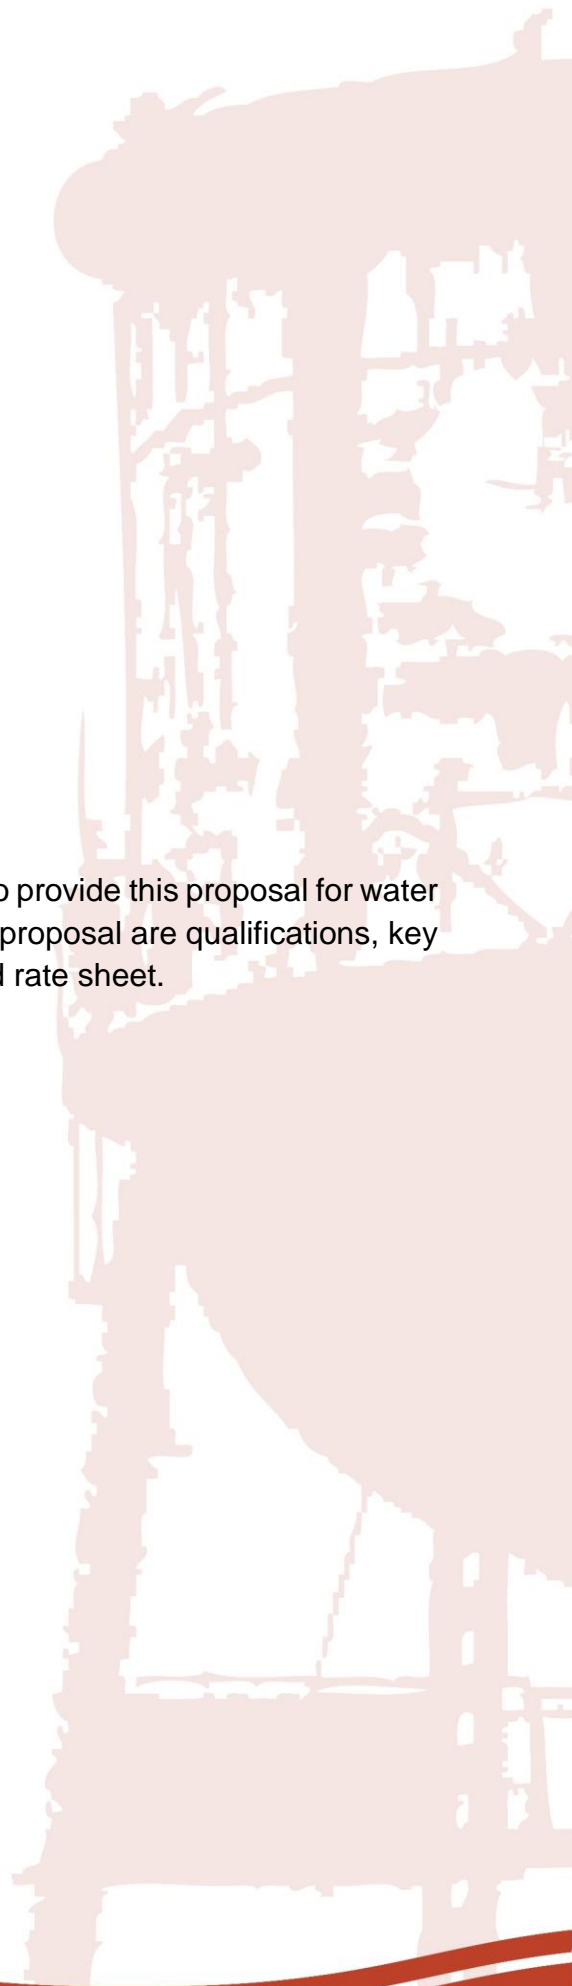 o provide this proposal for water
proposal are qualifications, key
rate sheet.